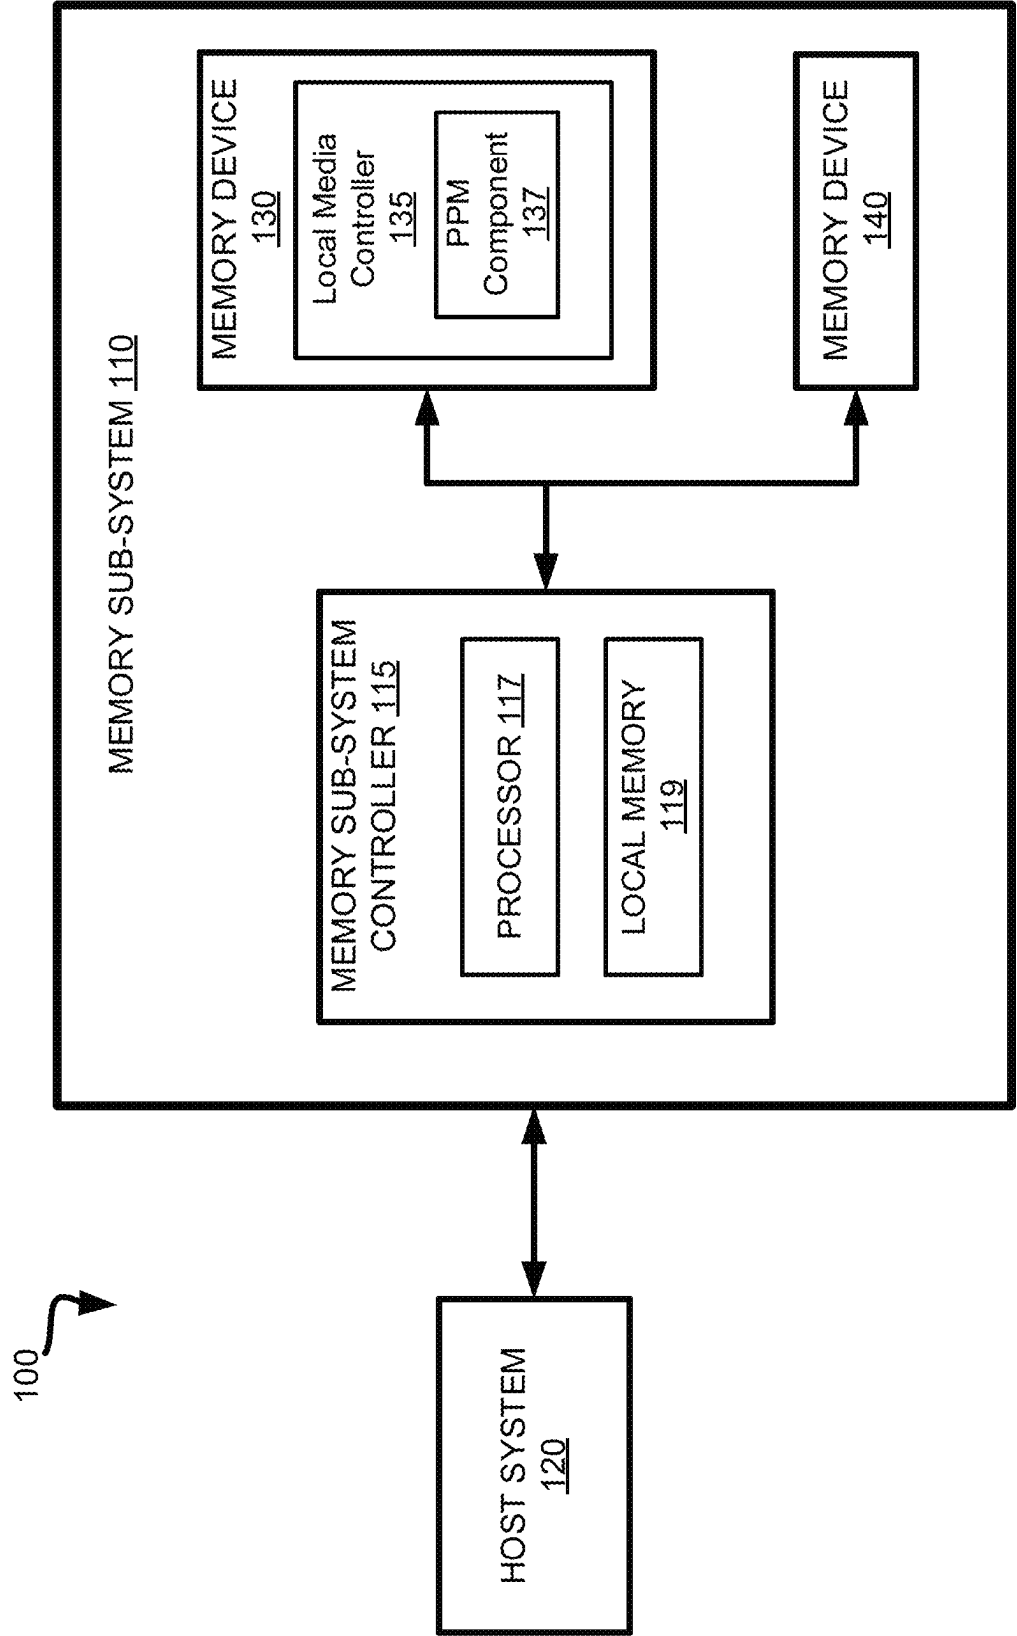 100
HOST SYSTEM
120
MEMORY SUB-SYSTEM 110
MEMORY SUB-SYSTEM
CONTROLLER 115
PROCESSOR 117
LOCAL MEMORY
119
MEMORY DEVICE
130
Local Media
Controller
135
PPM
Component
137
MEMORY DEVICE
140